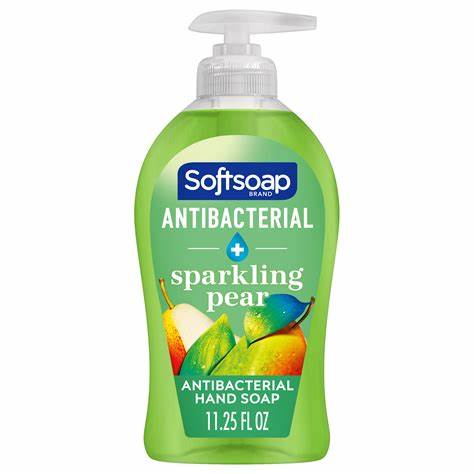 Softsoap
BRAND
ANTIBACTERIAL
+
sparkling
pear
ANTIBACTERIAL
HAND SOAP
11.25 FL OZ